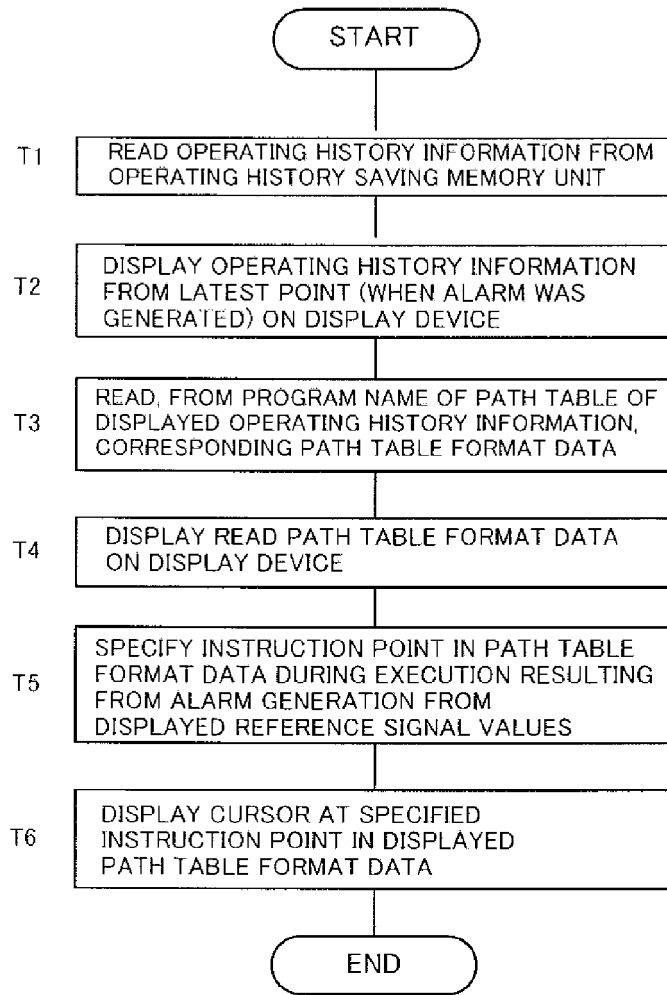 START
T1
READ OPERATING HISTORY INFORMATION FROM
OPERATING HISTORY SAVING MEMORY UNIT
T2
DISPLAY OPERATING HISTORY INFORMATION
FROM LATEST POINT (WHEN ALARM WAS
GENERATED) ON DISPLAY DEVICE
T3
READ, FROM PROGRAM NAME OF PATH TABLE OF
DISPLAYED OPERATING HISTORY INFORMATION,
CORRESPONDING PATH TABLE FORMAT DATA
T4
DISPLAY READ PATH TABLE FORMAT DATA
ON DISPLAY DEVICE
T5
SPECIFY INSTRUCTION POINT IN PATH TABLE
FORMAT DATA DURING EXECUTION RESULTING
FROM ALARM GENERATION FROM
DISPLAYED REFERENCE SIGNAL VALUES
T6
DISPLAY CURSOR AT SPECIFIED
INSTRUCTION POINT IN DISPLAYED
PATH TABLE FORMAT DATA
END